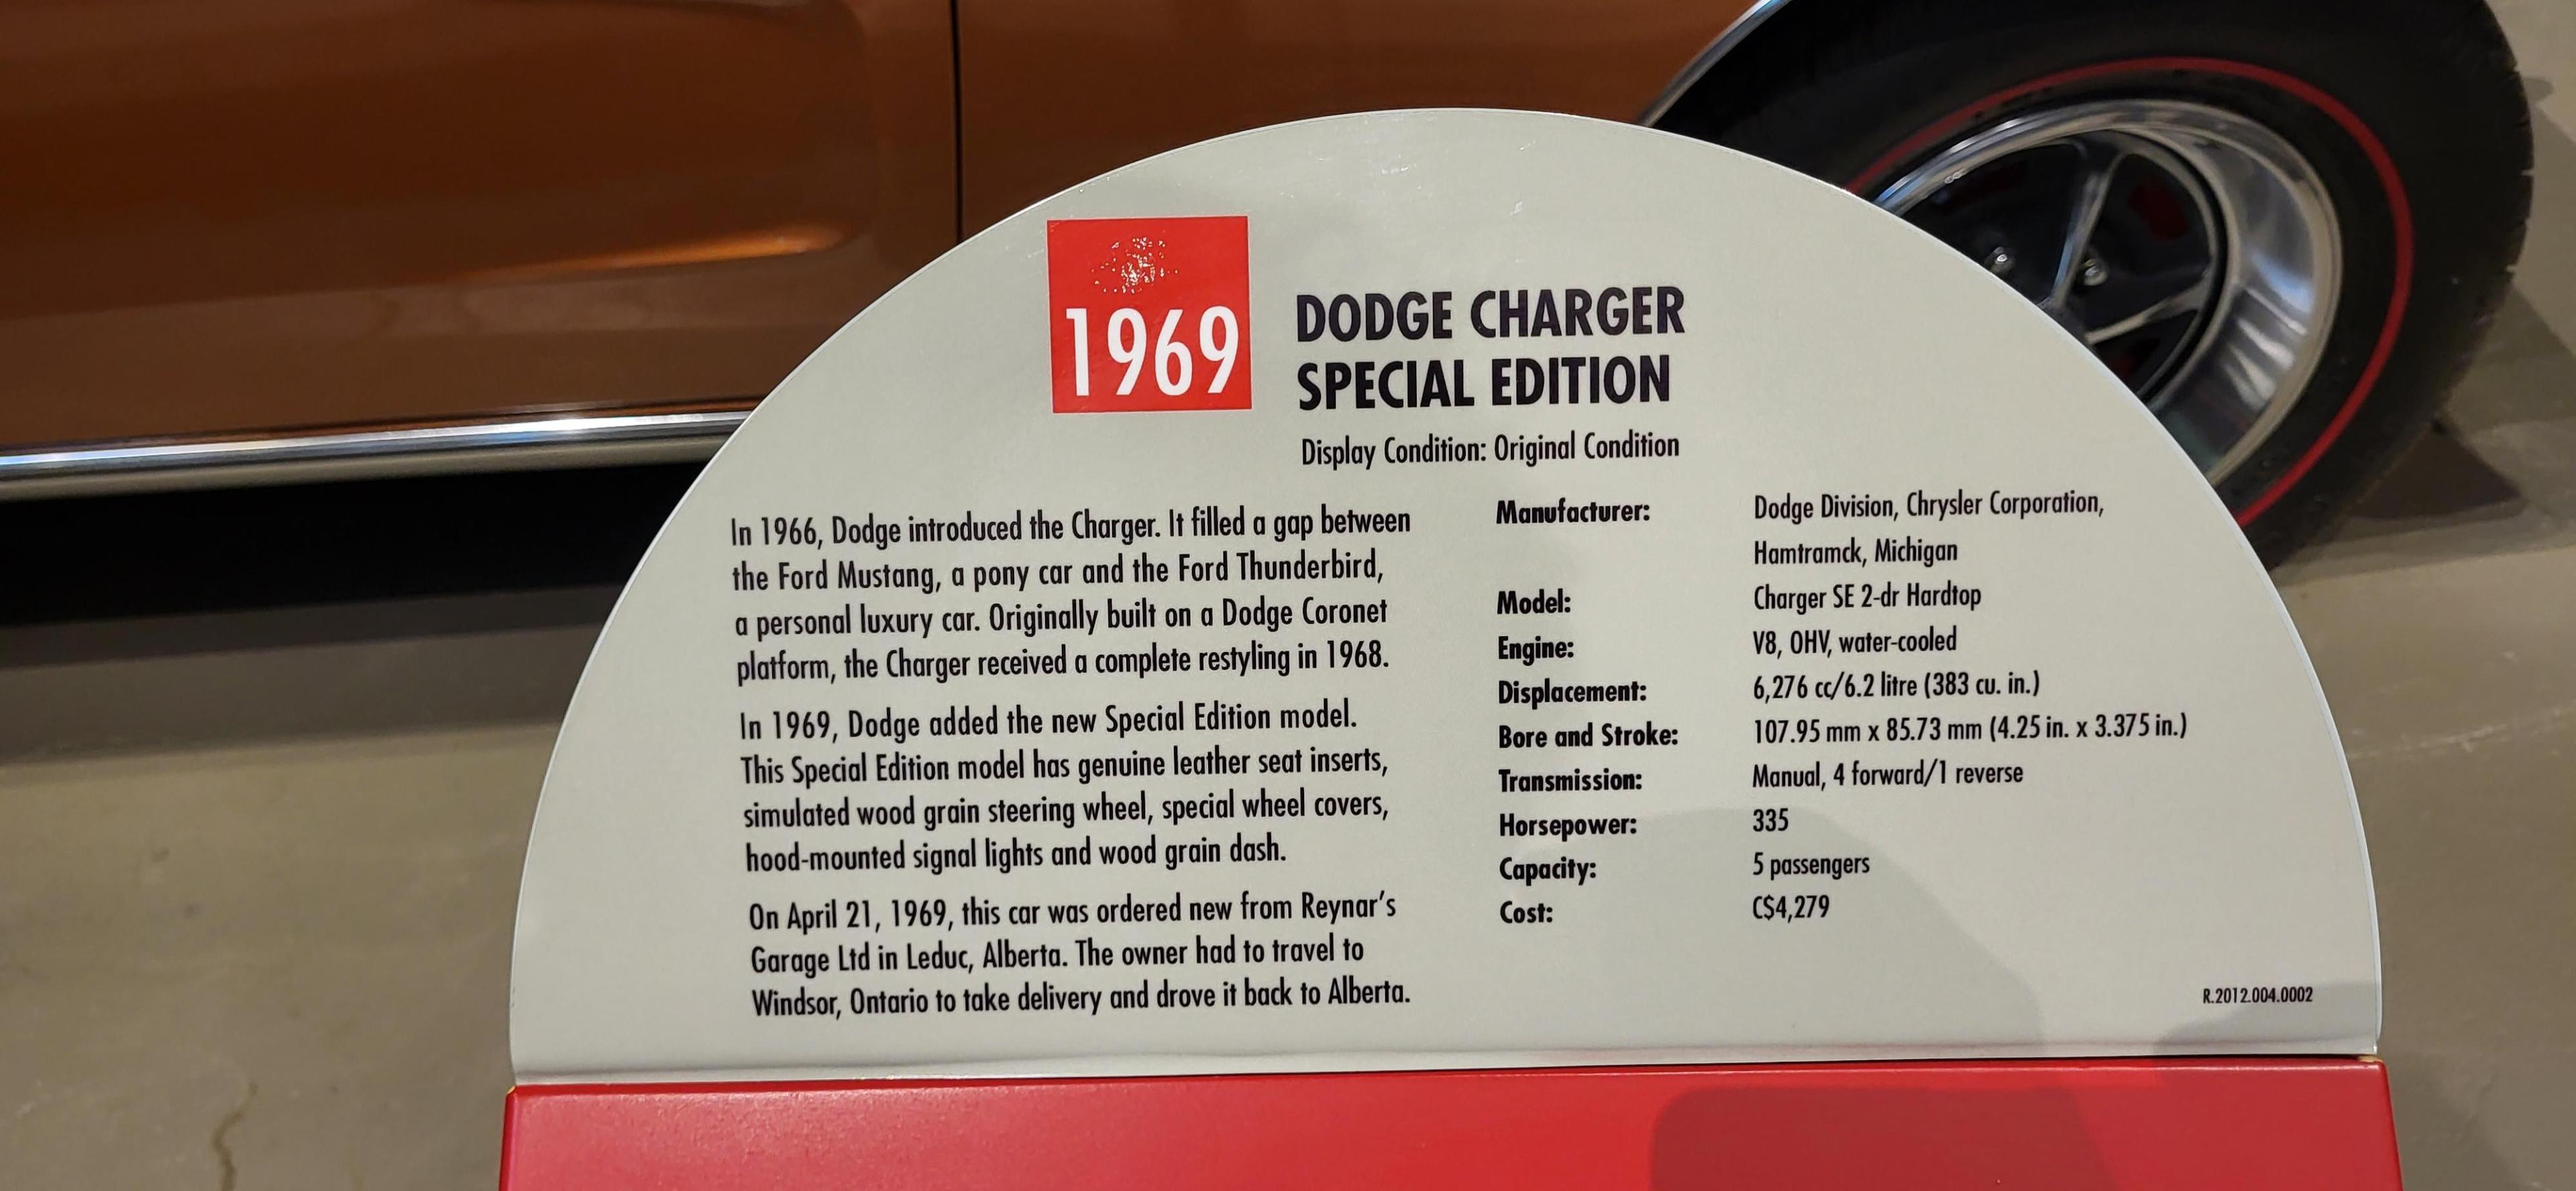 1969
DODGE CHARGER
SPECIAL EDITION
Display Condition: Original Condition
In 1966, Dodge introduced the Charger. It filled a gap between
the Ford Mustang, a pony car and the Ford Thunderbird,
a personal luxury car. Originally built on a Dodge Coronet
platform, the Charger received a complete restyling in 1968.
In 1969, Dodge added the new Special Edition model.
This Special Edition model has genuine leather seat inserts,
simulated wood grain steering wheel, special wheel covers,
hood-mounted signal lights and wood grain dash.
On April 21, 1969, this car was ordered new from Reynar's
Garage Ltd in Leduc, Alberta. The owner had to travel to
Windsor, Ontario to take delivery and drove it back to Alberta.
Manufacturer: Dodge Division, Chrysler Corporation,
Hamtramck, Michigan
Model: Charger SE 2-dr Hardtop
Engine: V8, OHV, water-cooled
Displacement: 6,276 cc/6.2 litre (383 cu. in.)
Bore and Stroke: 107.95 mm x 85.73 mm (4.25 in. x 3.375 in.)
Transmission: Manual, 4 forward/1 reverse
Horsepower: 335
Capacity: 5 passengers
Cost: C$4,279
R.2012.004.0002